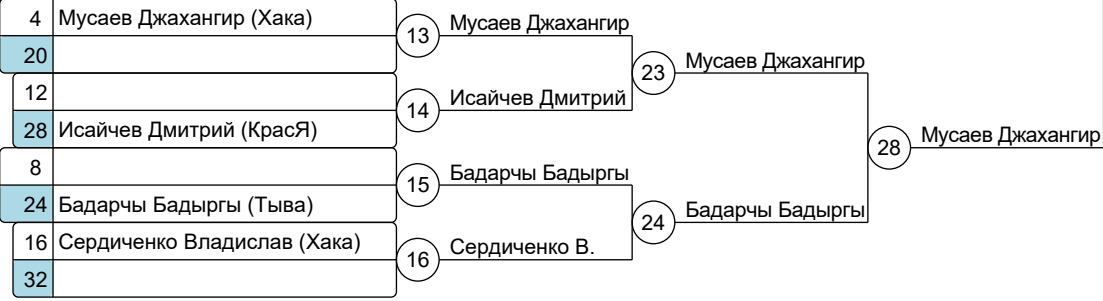 4 Мусаев Джахангир (Хака)
20
12
28 Исайчев Дмитрий (КрасЯ)
8
24 Бадарчы Бадыргы (Тыва)
16 Сердиченко Владислав (Хака)
32
13 Мусаев Джахангир
14 Исайчев Дмитрий
15 Бадарчы Бадыргы
16 Сердиченко В.
23 Мусаев Джахангир
24 Бадарчы Бадыргы
28 Мусаев Джахангир